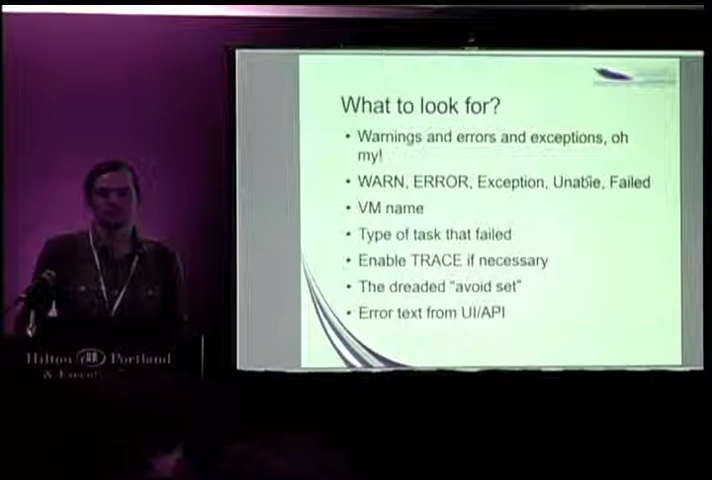 What to look for?
• Warnings and errors and exceptions, oh
my!
• WARN, ERROR, Exception, Unable, Failed
• VM name
• Type of task that failed
• Enable TRACE if necessary
• The dreaded "avoid set"
• Error text from UI/API
Hilton Portland